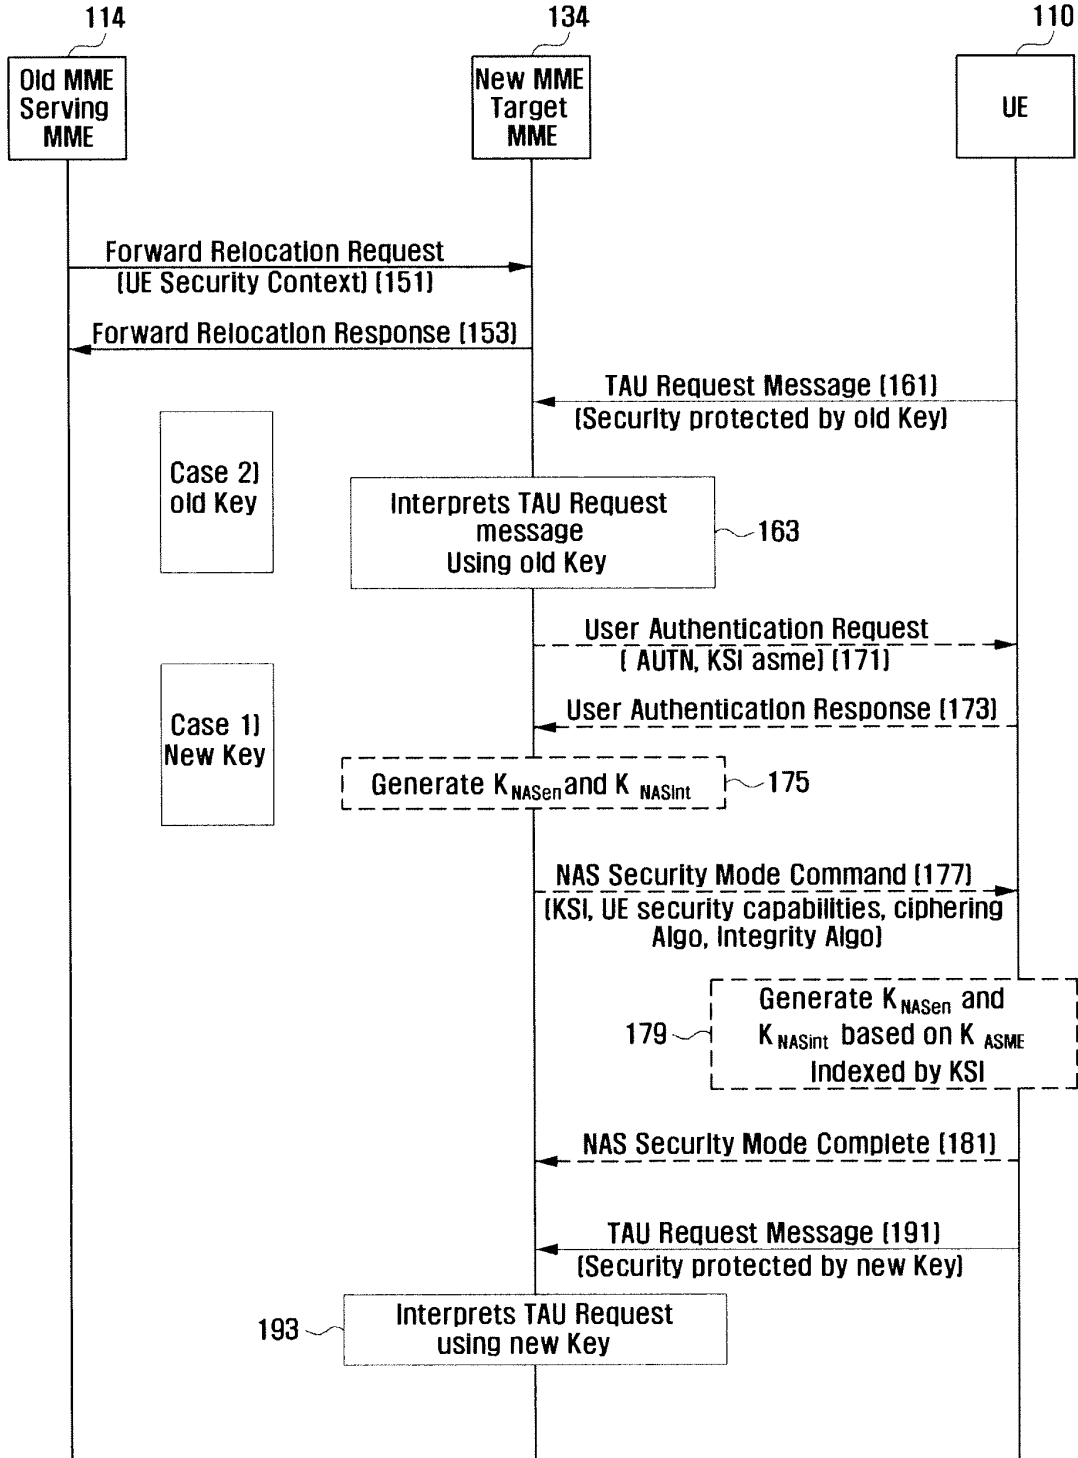 114
134
110
Old MME
Serving
MME
New MME
Target
MME
UE
Forward Relocation Request
(UE Security Context) (151)
Forward Relocation Response (153)
TAU Request Message (161)
(Security protected by old Key)
Case 2)
old Key
Interprets TAU Request
message
Using old Key
163
User Authentication Request
( AUTN, KSI asme) (171)
User Authentication Response (173)
Case 1)
New Key
Generate K NASen and K NASint
175
NAS Security Mode Command (177)
(KSI, UE security capabilities, ciphering
Algo, Integrity Algo)
Generate K NASen and
K NASint based on K ASME
Indexed by KSI
179
NAS Security Mode Complete (181)
TAU Request Message (191)
(Security protected by new Key)
Interprets TAU Request
using new Key
193